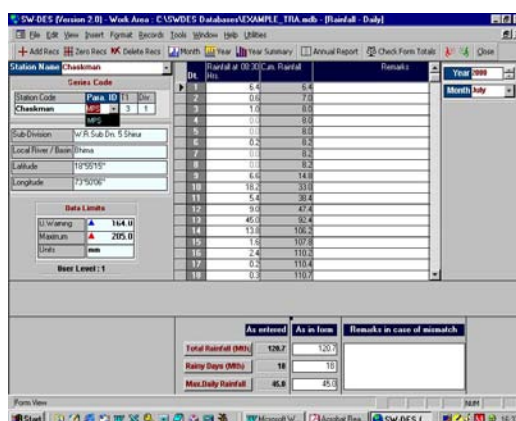 SW-DES (Version 2.0) - Work Area : C:\SWDES Databases\EXAMPLE_TRA.mdb - [Rainfall - Daily]
File Edit View Insert Format Records Tools Window Help Utilities
Add Recs Zero Recs Delete Recs Month Year Year Summary Annual Report Check Form Totals Close
Station Name Chaskman
Series Code
Station Code Para. ID Div
Chaskman MPS 3 1
MPS
Sub-Division W.R.Sub Dn. 5 Shirur
Local River / Basin Bhima
Latitude 18°55'15"
Longitude 73°50'06"
Data Limits
U.Warning 164.0
Maximum 205.0
Units mm
User Level : 1
Dt. Rainfall at 08:30 Hrs. Cum. Rainfall Remarks
1 6.4 6.4
2 0.6 7.0
3 1.0 8.0
4 0.0 8.0
5 0.0 8.0
6 0.2 8.2
7 0.0 8.2
8 0.0 8.2
9 6.6 14.8
10 18.2 33.0
11 5.4 38.4
12 9.0 47.4
13 45.0 92.4
14 13.8 106.2
15 1.6 107.8
16 2.4 110.2
17 0.2 110.4
18 0.3 110.7
Year 2000
Month July
As entered As in form Remarks in case of mismatch
Total Rainfall (Mth) 120.7 120.7
Rainy Days (Mth) 18 18
Max.Daily Rainfall 45.0 45.0
Form View NUM
Start Microsoft W... Acrobat Rea... SW-DES (...